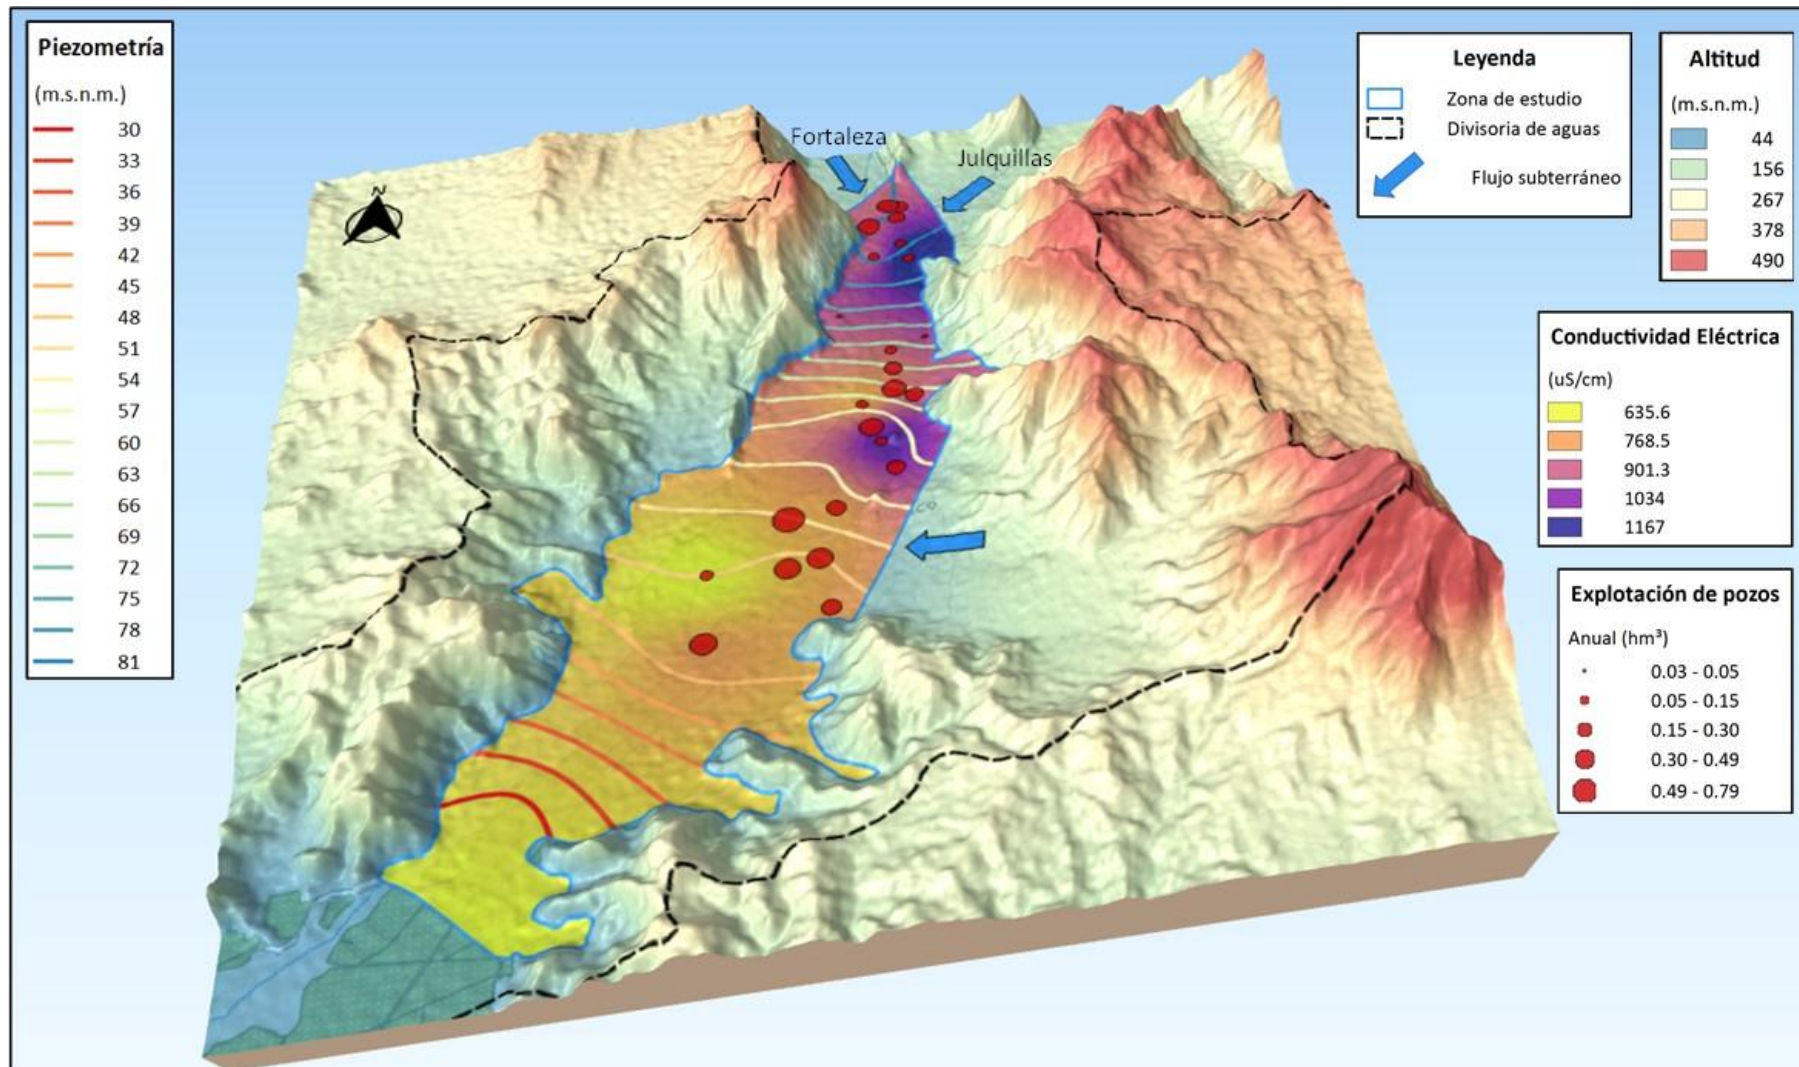 Piezometría
(m.s.n.m.)
30
33
36
39
42
45
48
51
54
57
60
63
66
69
72
75
78
81
N
Fortaleza
Julquillas
Leyenda
Zona de estudio
Divisoria de aguas
Flujo subterráneo
Altitud
(m.s.n.m.)
44
156
267
378
490
Conductividad Eléctrica
(uS/cm)
635.6
768.5
901.3
1034
1167
Explotación de pozos
Anual (hm³)
0.03 - 0.05
0.05 - 0.15
0.15 - 0.30
0.30 - 0.49
0.49 - 0.79